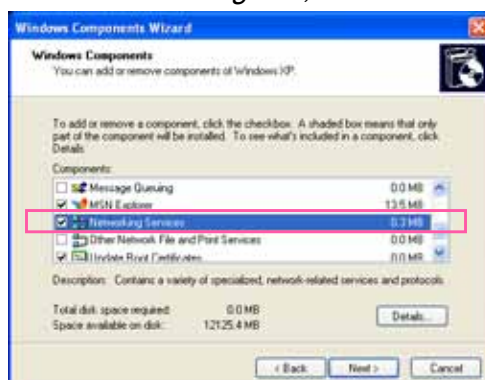 Windows Components Wizard
Windows Components
You can add or remove components of Windows XP.
To add or remove a component, click the checkbox. A shaded box means that only
part of the component will be installed. To see what's included in a component, click
Details.
Components:
Message Queuing 0.0 MB
MSN Explorer 13.5 MB
Networking Services 0.3 MB
Other Network File and Print Services 0.0 MB
Update Root Certificates 0.0 MB
Description: Contains a variety of specialized, network-related services and protocols.
Total disk space required: 0.0 MB
Space available on disk: 12125.4 MB
Details...
< Back
Next >
Cancel